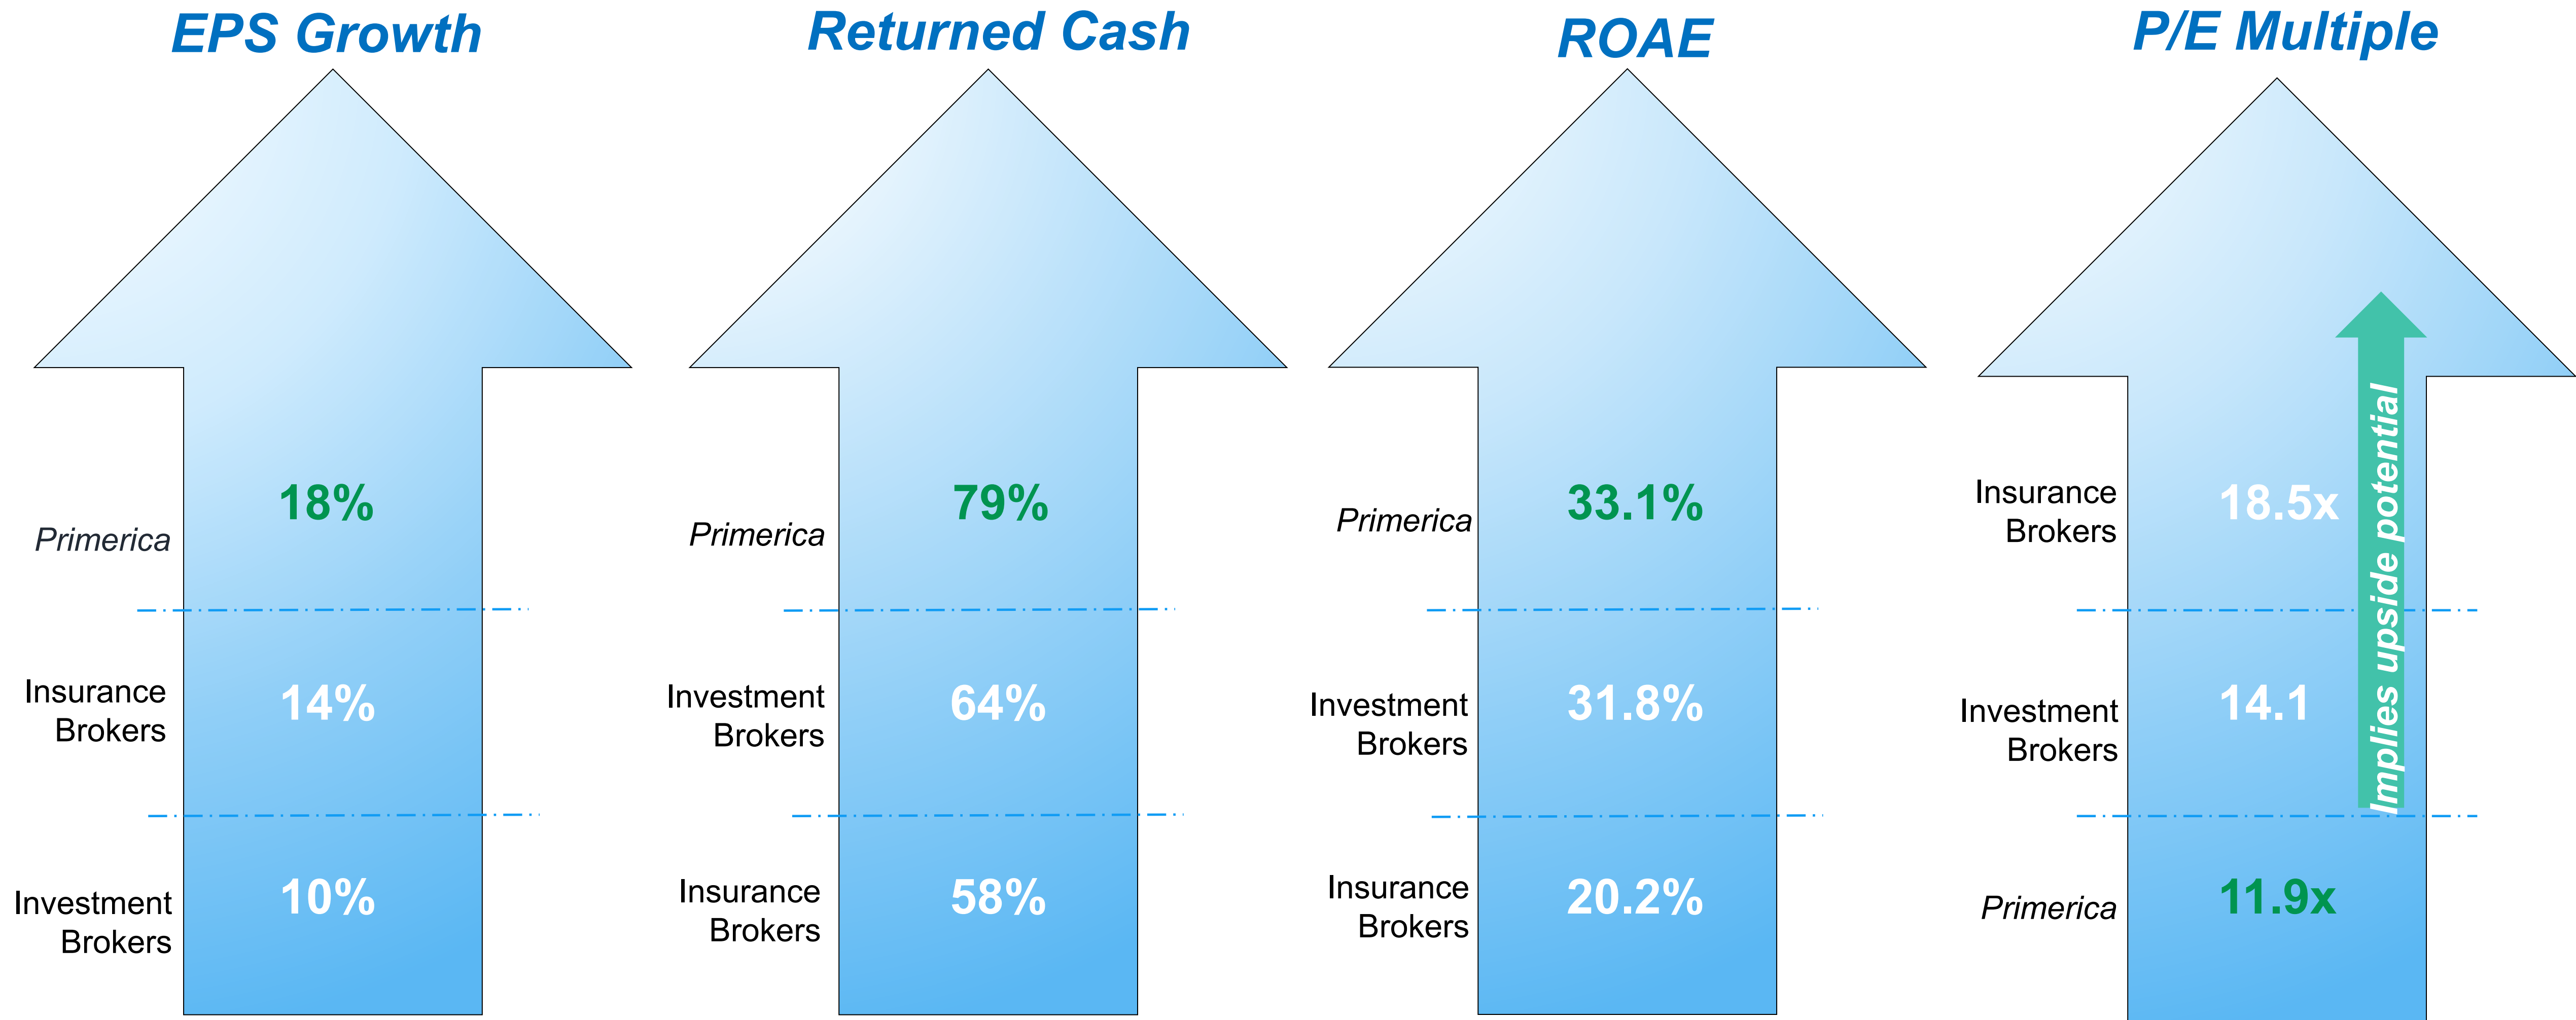 EPS Growth
Primerica
18%
Insurance
Brokers
14%
Investment
Brokers
10%
Returned Cash
Primerica
79%
Investment
Brokers
64%
Insurance
Brokers
58%
ROAE
Primerica
33.1%
Investment
Brokers
31.8%
Insurance
Brokers
20.2%
P/E Multiple
Insurance
Brokers
18.5x
Investment
Brokers
14.1
Primerica
11.9x
Implies upside potential